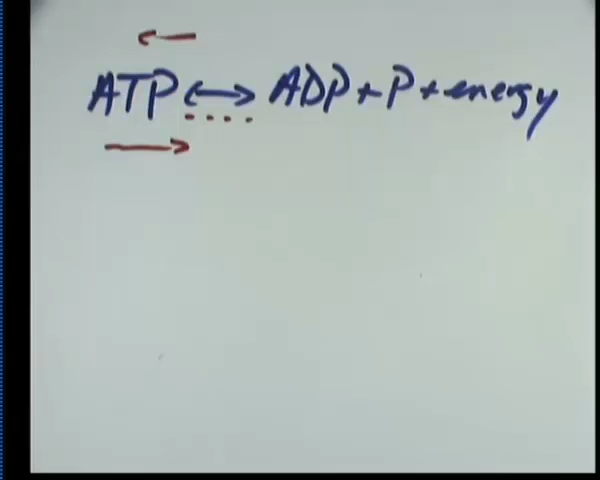 ATP ↔ ADP + P + energy